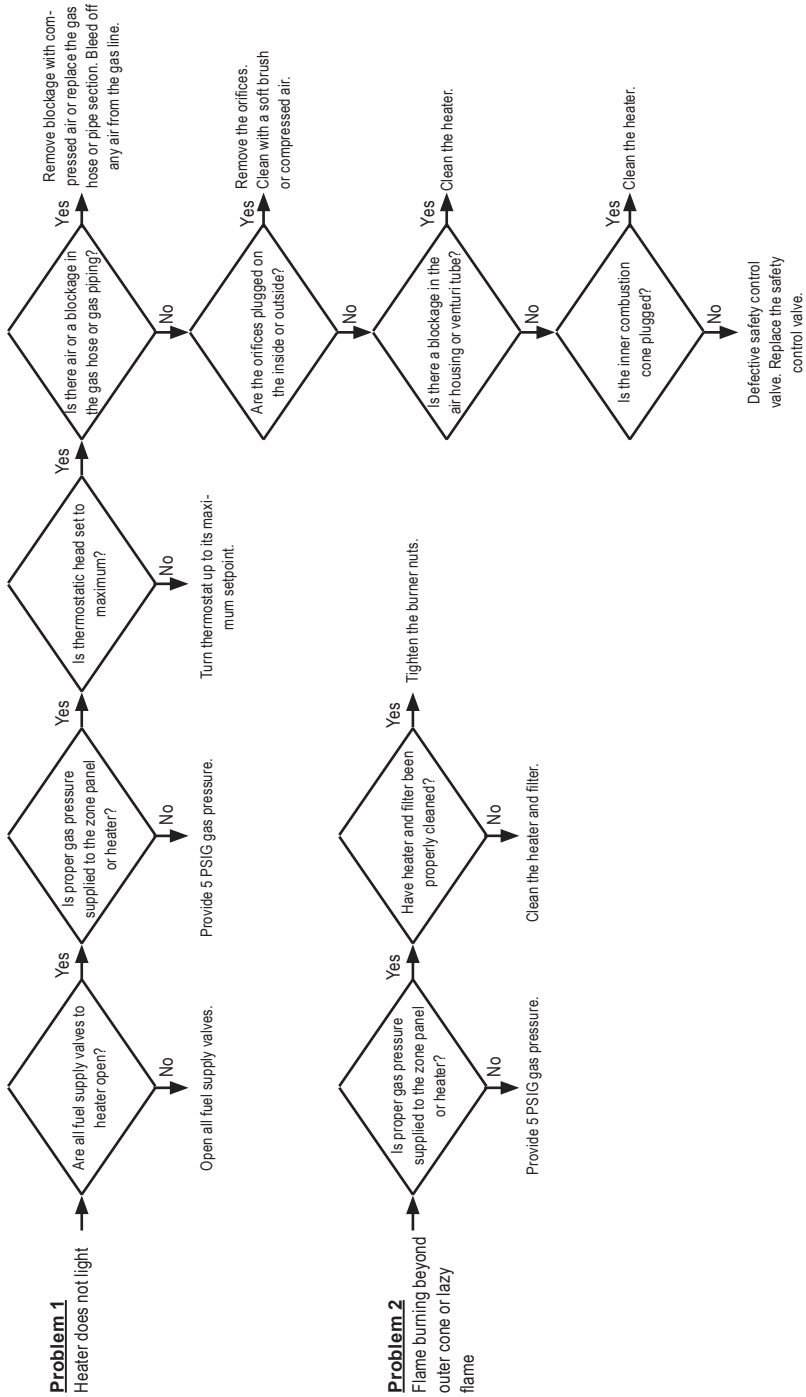 Problem 1
Heater does not light
Are all fuel supply valves to
heater open?
Yes
No
Open all fuel supply valves.
Is proper gas pressure
supplied to the zone panel
or heater?
Yes
No
Provide 5 PSIG gas pressure.
Is thermostatic head set to
maximum?
Yes
No
Turn thermostat up to its maxi-
mum setpoint.
Is there air or a blockage in
the gas hose or gas piping?
Yes
Remove blockage with com-
pressed air or replace the gas
hose or pipe section. Bleed off
any air from the gas line.
No
Are the orifices plugged on
the inside or outside?
Yes
Remove the orifices.
Clean with a soft brush
or compressed air.
No
Is there a blockage in the
air housing or venturi tube?
Yes
Clean the heater.
No
Is the inner combustion
cone plugged?
Yes
Clean the heater.
No
Defective safety control
valve. Replace the safety
control valve.
Problem 2
Flame burning beyond
outer cone or lazy
flame
Is proper gas pressure
supplied to the zone panel
or heater?
Yes
No
Provide 5 PSIG gas pressure.
Have heater and filter been
properly cleaned?
Yes
Tighten the burner nuts.
No
Clean the heater and filter.